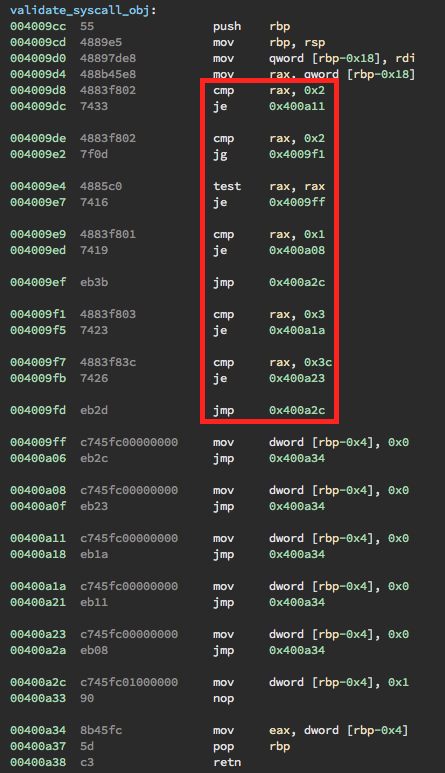 validate_syscall_obj:
004009cc 55 push rbp
004009cd 4889e5 mov rbp, rsp
004009d0 48897de8 mov qword [rbp-0x18], rdi
004009d4 488b45e8 mov rax, qword [rbp-0x18]
004009d8 4883f802 cmp rax, 0x2
004009dc 7433 je 0x400a11
004009de 4883f802 cmp rax, 0x2
004009e2 7f0d jg 0x4009f1
004009e4 4885c0 test rax, rax
004009e7 7416 je 0x4009ff
004009e9 4883f801 cmp rax, 0x1
004009ed 7419 je 0x400a08
004009ef eb3b jmp 0x400a2c
004009f1 4883f803 cmp rax, 0x3
004009f5 7423 je 0x400a1a
004009f7 4883f83c cmp rax, 0x3c
004009fb 7426 je 0x400a23
004009fd eb2d jmp 0x400a2c
004009ff c745fc00000000 mov dword [rbp-0x4], 0x0
00400a06 eb2c jmp 0x400a34
00400a08 c745fc00000000 mov dword [rbp-0x4], 0x0
00400a0f eb23 jmp 0x400a34
00400a11 c745fc00000000 mov dword [rbp-0x4], 0x0
00400a18 eb1a jmp 0x400a34
00400a1a c745fc00000000 mov dword [rbp-0x4], 0x0
00400a21 eb11 jmp 0x400a34
00400a23 c745fc00000000 mov dword [rbp-0x4], 0x0
00400a2a eb08 jmp 0x400a34
00400a2c c745fc01000000 mov dword [rbp-0x4], 0x1
00400a33 90 nop
00400a34 8b45fc mov eax, dword [rbp-0x4]
00400a37 5d pop rbp
00400a38 c3 retn